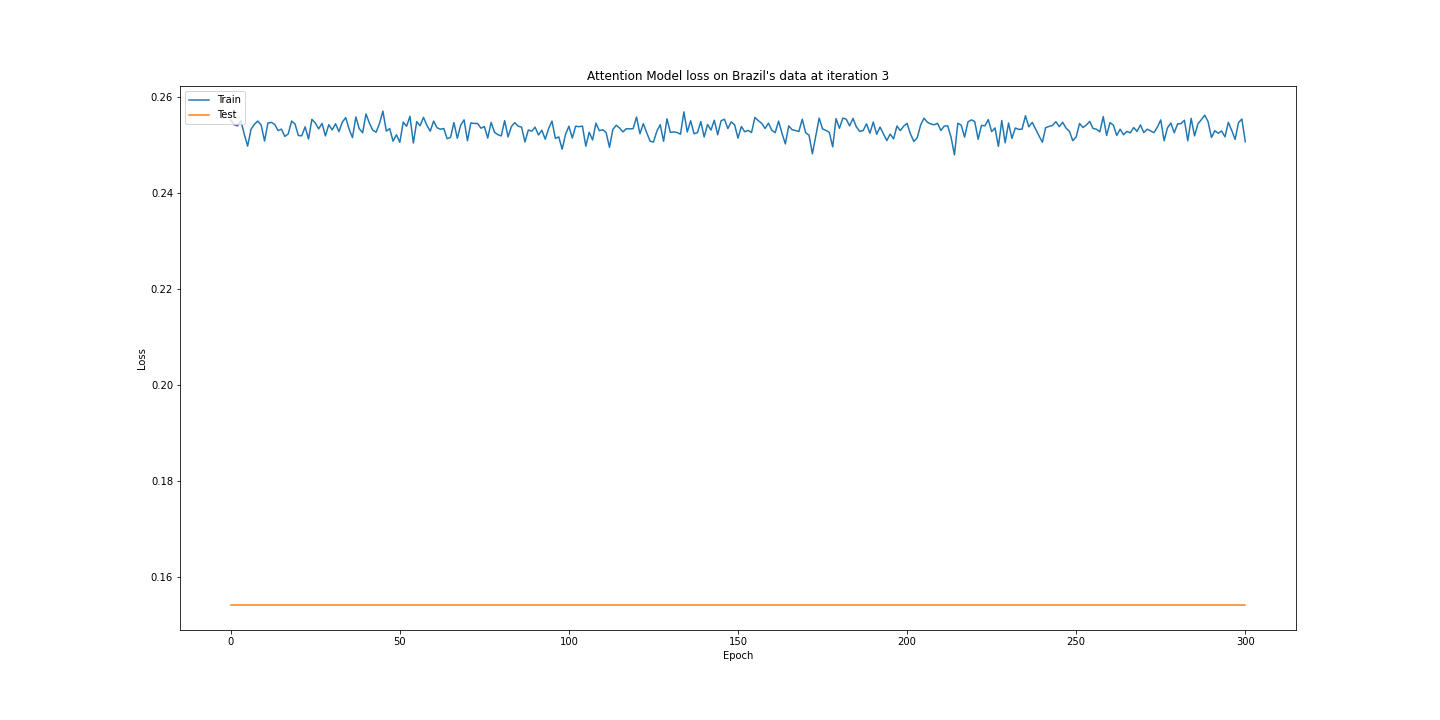 Attention Model loss on Brazil's data at iteration 3
Train
Test
0.26
0.24
0.22
0.20
0.18
0.16
Loss
0
50
100
150
200
250
300
Epoch